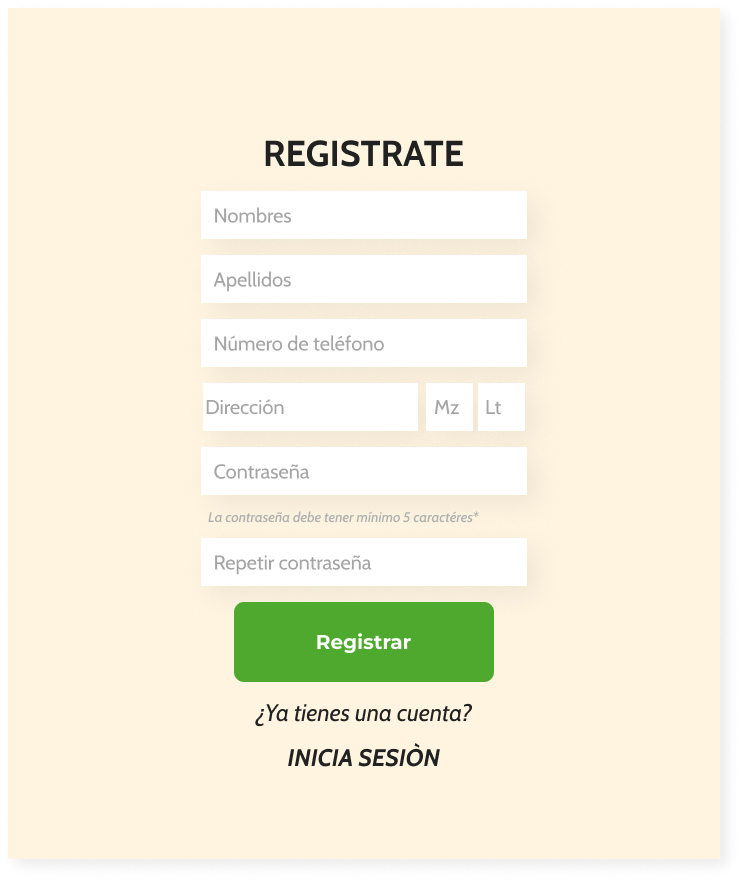 REGISTRATE
Nombres
Apellidos
Número de teléfono
Dirección Mz Lt
Contraseña
La contraseña debe tener mínimo 5 caractéres*
Repetir contraseña
Registrar
¿Ya tienes una cuenta?
INICIA SESIÒN